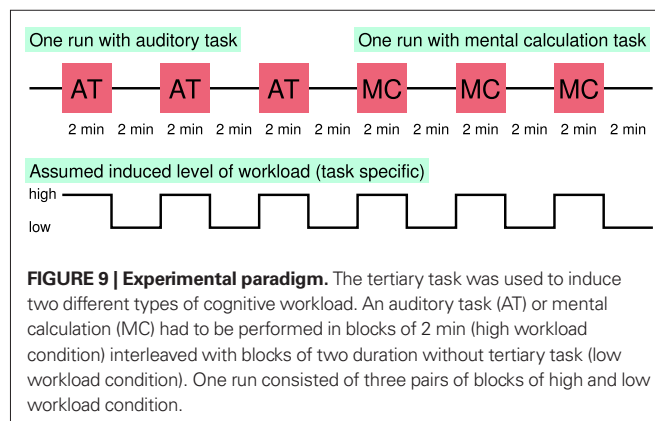 One run with auditory task One run with mental calculation task
AT AT AT MC MC MC
2 min 2 min 2 min 2 min 2 min 2 min 2 min 2 min 2 min 2 min 2 min 2 min
Assumed induced level of workload (task specific)
high
low
FIGURE 9 | Experimental paradigm. The tertiary task was used to induce
two different types of cognitive workload. An auditory task (AT) or mental
calculation (MC) had to be performed in blocks of 2 min (high workload
condition) interleaved with blocks of two duration without tertiary task (low
workload condition). One run consisted of three pairs of blocks of high and low
workload condition.